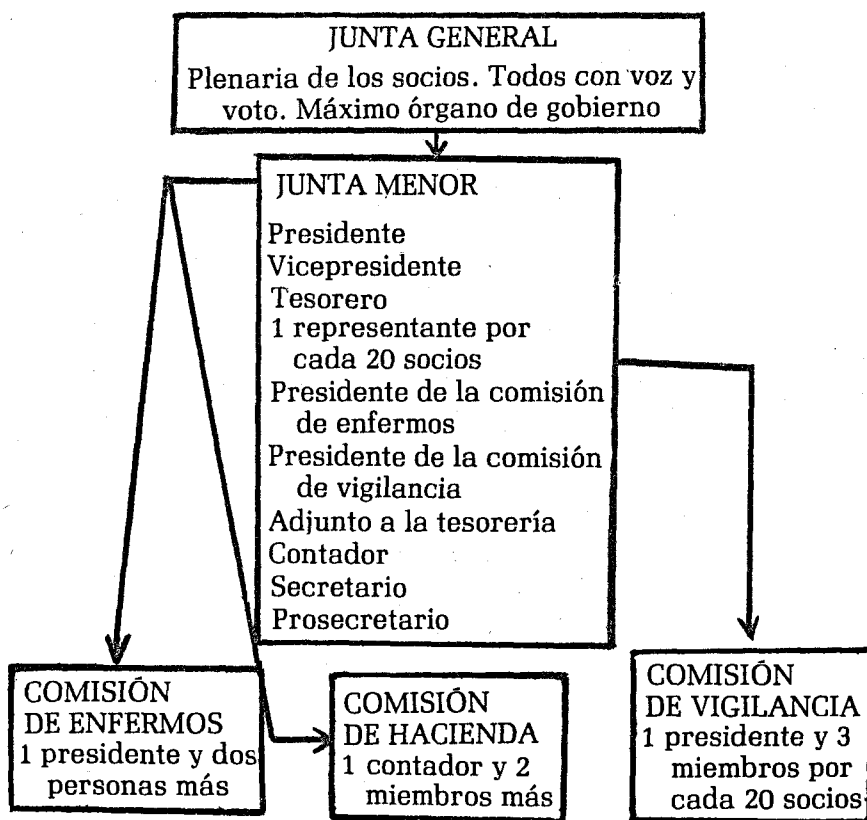 JUNTA GENERAL
Plenaria de los socios. Todos con voz y
voto. Máximo órgano de gobierno
JUNTA MENOR
Presidente
Vicepresidente
Tesorero
1 representante por
cada 20 socios
Presidente de la comisión
de enfermos
Presidente de la comisión
de vigilancia
Adjunto a la tesorería
Contador
Secretario
Prosecretario
COMISIÓN
DE ENFERMOS
1 presidente y dos
personas más
COMISIÓN
DE HACIENDA
1 contador y 2
miembros más
COMISIÓN
DE VIGILANCIA
1 presidente y 3
miembros por
cada 20 socios